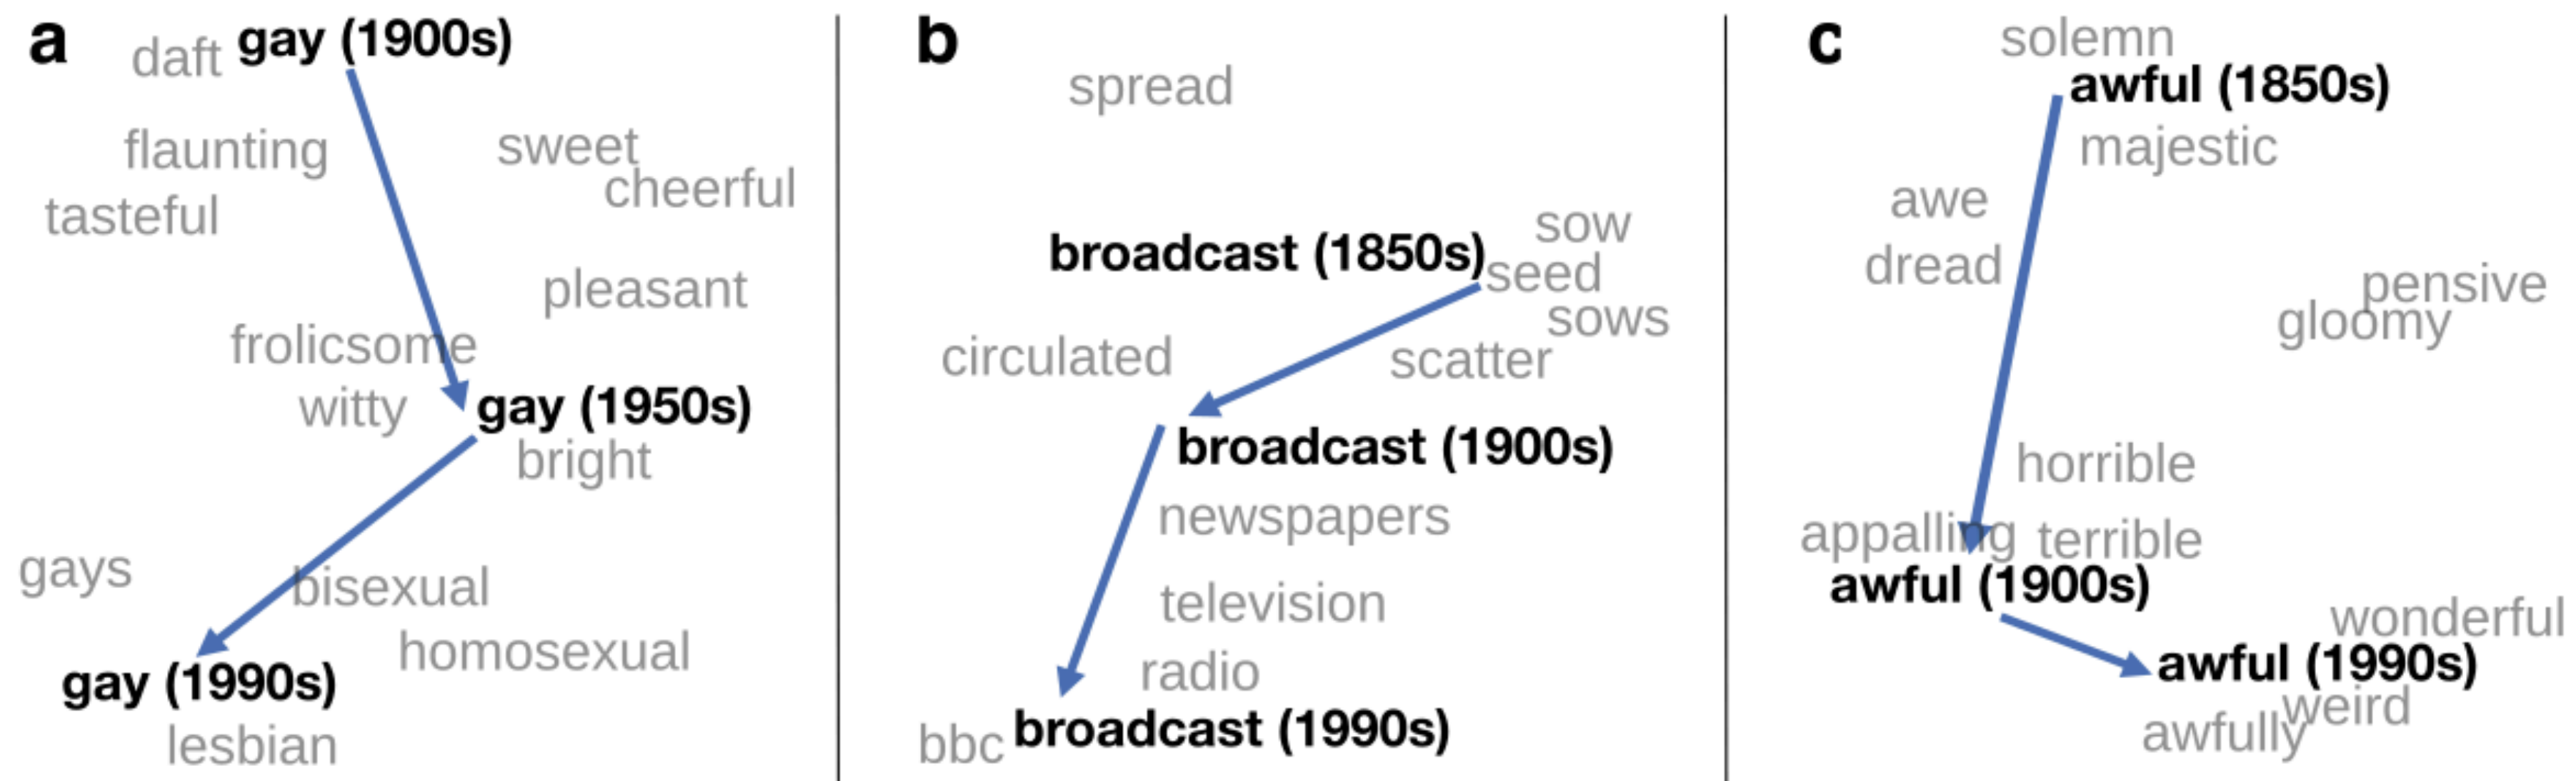 a
daft gay (1900s)
flaunting
sweet
cheerful
tasteful
pleasant
frolicsome
witty
gay (1950s)
bright
gays
bisexual
homosexual
gay (1990s)
lesbian
b
spread
sow
broadcast (1850s)
seed
sows
circulated
scatter
broadcast (1900s)
newspapers
television
radio
bbc broadcast (1990s)
c
solemn
awful (1850s)
majestic
awe
dread
pensive
gloomy
horrible
appalling terrible
awful (1900s)
wonderful
awful (1990s)
weird
awfully